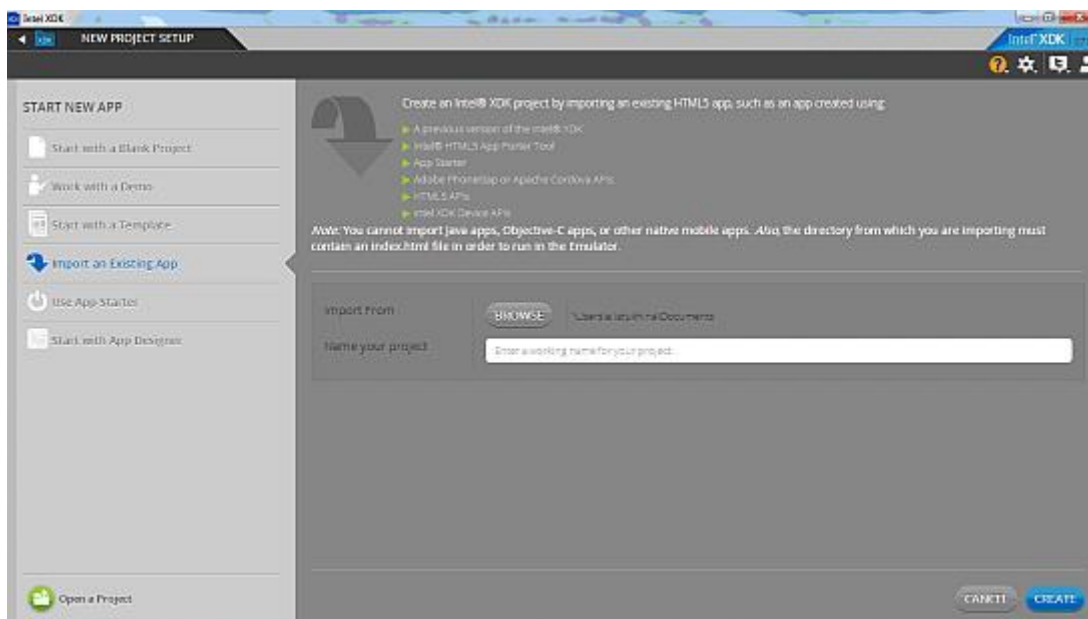 Intel XDK
NEW PROJECT SETUP
Intel® XDK
START NEW APP
Start with a Blank Project
Work with a Demo
Start with a Template
Import an Existing App
Use App Starter
Start with App Designer
Open a Project
Create an Intel® XDK project by importing an existing HTML5 app, such as an app created using:
A previous version of the Intel® XDK
Intel® HTML5 App Porter Tool
App Starter
Adobe PhoneGap or Apache Cordova APIs
HTML5 APIs
Intel XDK Device APIs
Note: You cannot import Java apps, Objective-C apps, or other native mobile apps. Also, the directory from which you are importing must
contain an index.html file in order to run in the Emulator.
Import From
BROWSE
Name your project
Enter a working name for your project.
CANCEL
CREATE